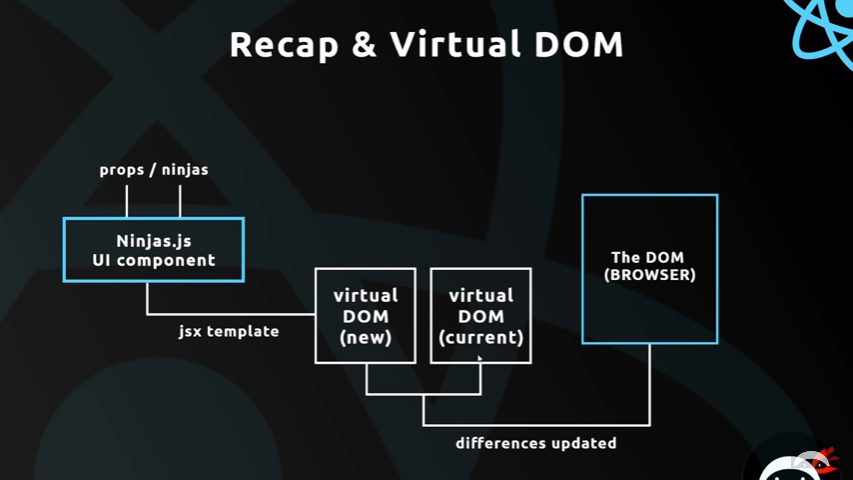 Recap & Virtual DOM
props / ninjas
Ninjas.js
UI component
jsx template
virtual
DOM
(new)
virtual
DOM
(current)
The DOM
(BROWSER)
differences updated